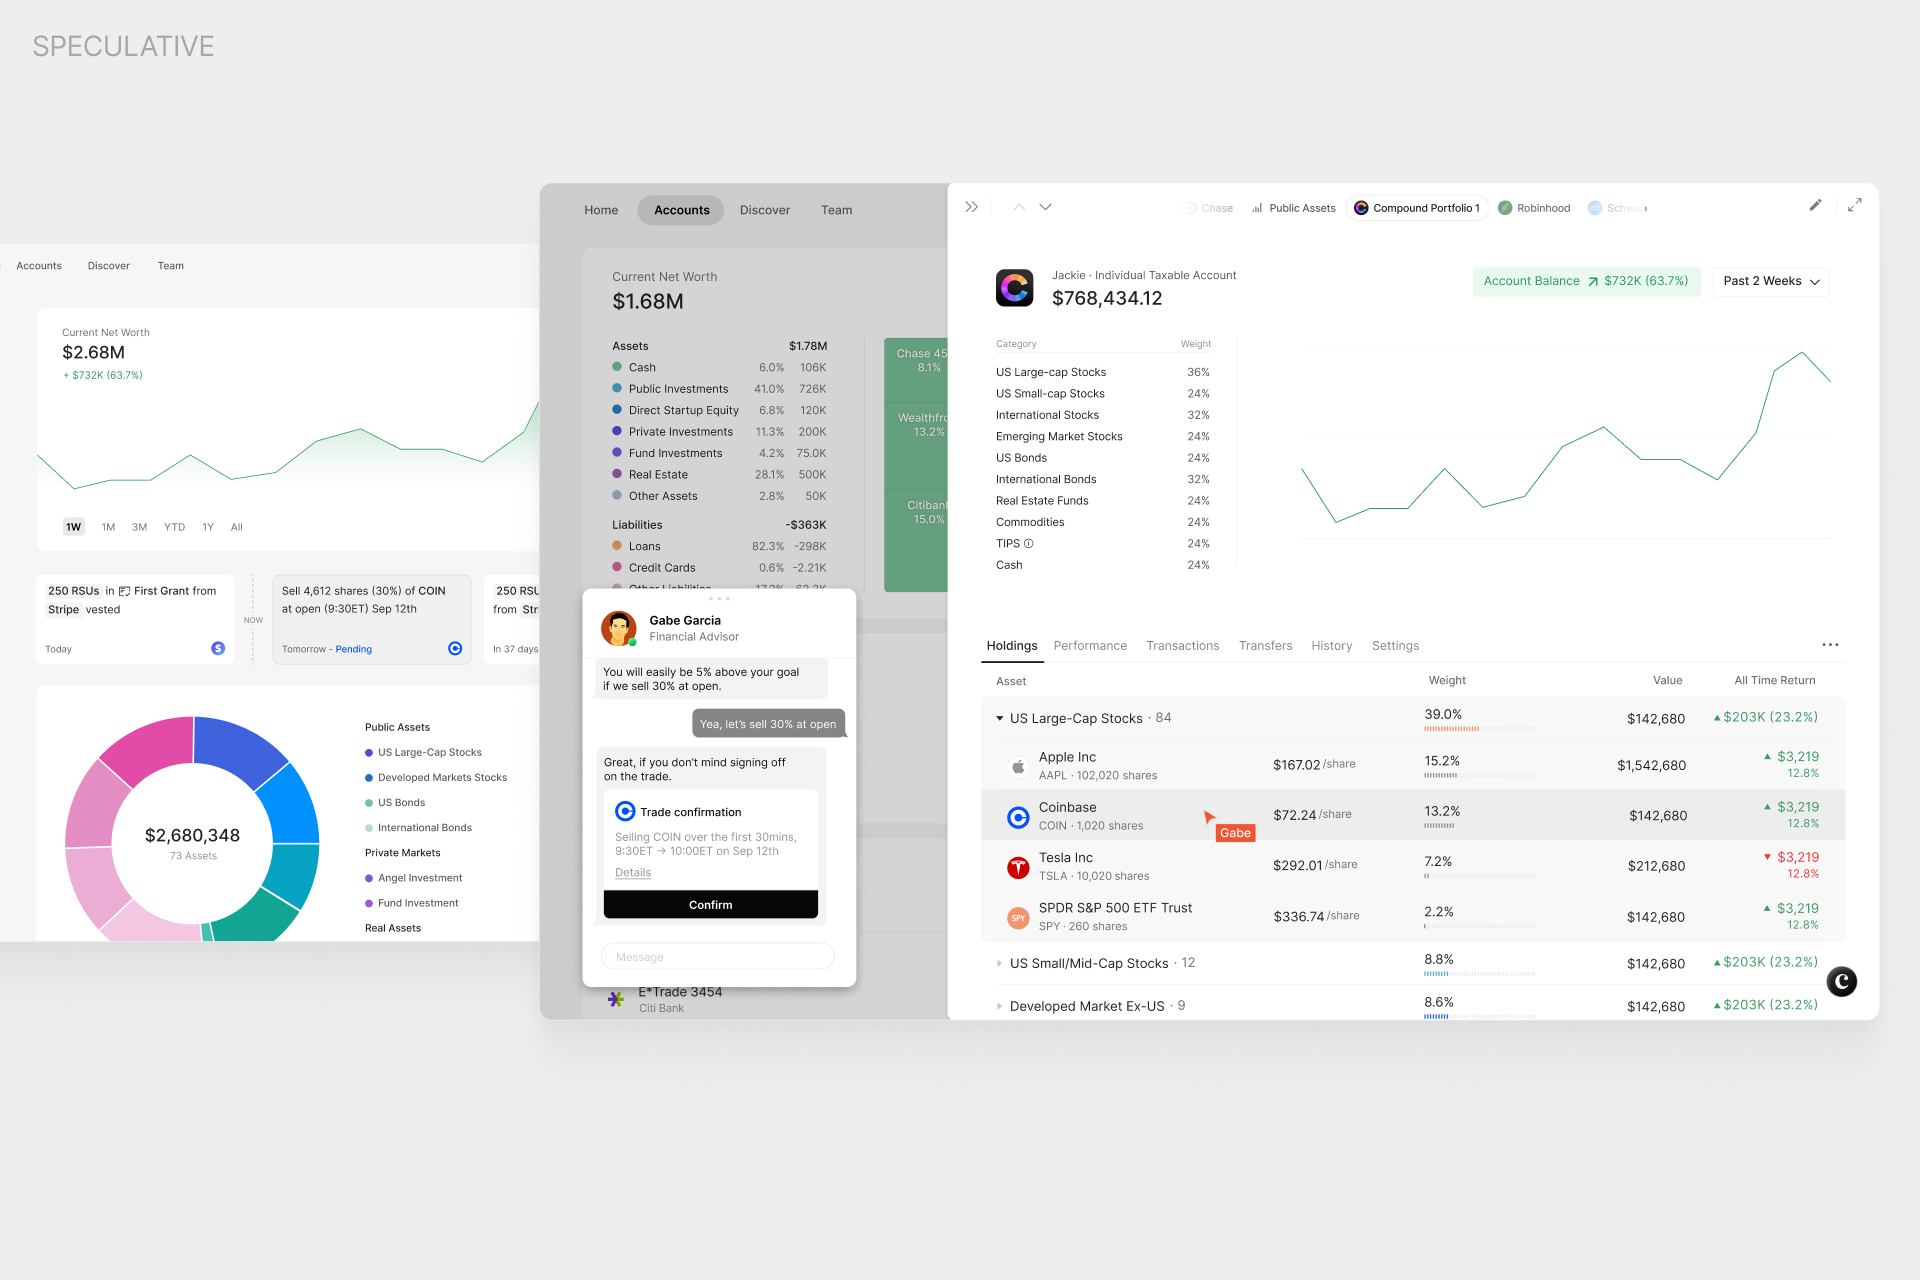 SPECULATIVE
Accounts Discover Team
Current Net Worth
$2.68M
+ $732K (63.7%)
1W 1M 3M YTD 1Y All
250 RSUs in First Grant from
Stripe vested
Today
NOW
Sell 4,612 shares (30%) of COIN
at open (9:30ET) Sep 12th
Tomorrow - Pending
250 RSU
from Str
In 37 days
$2,680,348
73 Assets
Public Assets
US Large-Cap Stocks
Developed Markets Stocks
US Bonds
International Bonds
Private Markets
Angel Investment
Fund Investment
Real Assets
Home Accounts Discover Team
Current Net Worth
$1.68M
Assets $1.78M
Cash 6.0% 106K
Public Investments 41.0% 726K
Direct Startup Equity 6.8% 120K
Private Investments 11.3% 200K
Fund Investments 4.2% 75.0K
Real Estate 28.1% 500K
Other Assets 2.8% 50K
Liabilities -$363K
Loans 82.3% -298K
Credit Cards 0.6% -2.21K
Other Liabilities 17.2%
Chase 45
8.1%
Wealthfro
13.2%
Citibank
15.0%
Gabe Garcia
Financial Advisor
You will easily be 5% above your goal
if we sell 30% at open.
Yea, let's sell 30% at open
Great, if you don't mind signing off
on the trade.
Trade confirmation
Selling COIN over the first 30mins,
9:30ET → 10:00ET on Sep 12th
Details
Confirm
Message
E*Trade 3454
Citi Bank
Chase Public Assets Compound Portfolio 1 Robinhood Schwa
Jackie · Individual Taxable Account
$768,434.12
Account Balance $732K (63.7%)
Past 2 Weeks
Category Weight
US Large-cap Stocks 36%
US Small-cap Stocks 24%
International Stocks 32%
Emerging Market Stocks 24%
US Bonds 24%
International Bonds 32%
Real Estate Funds 24%
Commodities 24%
TIPS 24%
Cash 24%
Holdings Performance Transactions Transfers History Settings
Asset Weight Value All Time Return
US Large-Cap Stocks · 84 39.0% $142,680 $203K (23.2%)
Apple Inc
AAPL · 102,020 shares
$167.02 /share 15.2% $1,542,680 $3,219
12.8%
Coinbase
COIN · 1,020 shares
$72.24 /share 13.2% $142,680 $3,219
12.8%
Gabe
Tesla Inc
TSLA · 10,020 shares
$292.01 /share 7.2% $212,680 $3,219
12.8%
SPY
SPDR S&P 500 ETF Trust
SPY · 260 shares
$336.74 /share 2.2% $142,680 $3,219
12.8%
US Small/Mid-Cap Stocks · 12 8.8% $142,680 $203K (23.2%)
Developed Market Ex-US · 9 8.6% $142,680 $203K (23.2%)